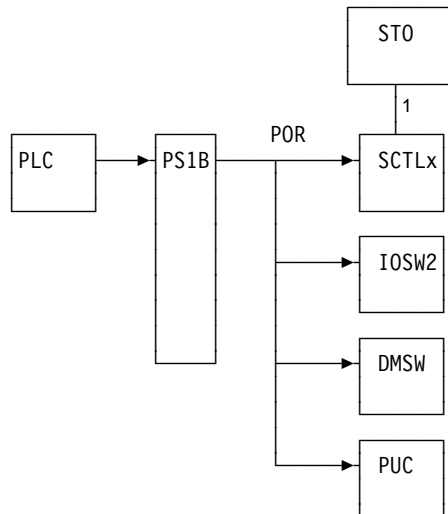 STO
1
POR
PLC
PS1B
SCTLx
IOSW2
DMSW
PUC